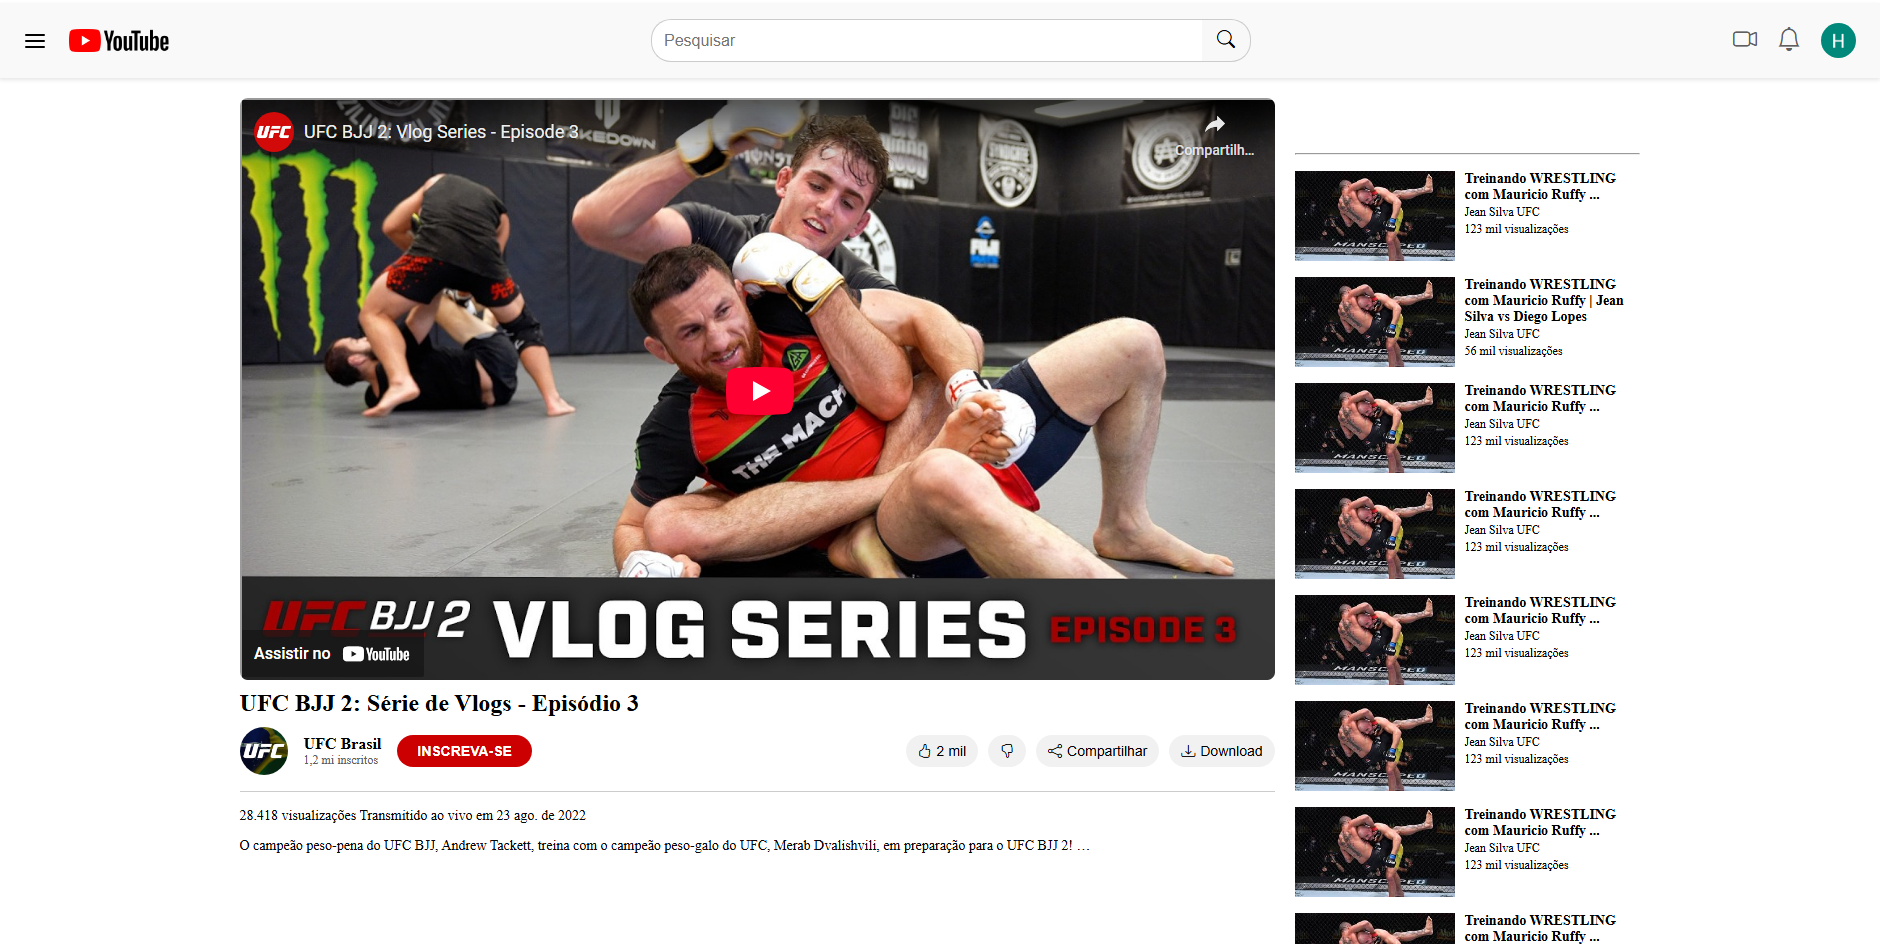 YouTube
Pesquisar
H
UFC
UFC BJJ 2: Vlog Series - Episode 3
Compartilh...
THE MACH
UFC BJJ 2 VLOG SERIES EPISODE 3
Assistir no YouTube
UFC BJJ 2: Série de Vlogs - Episódio 3
UFC
UFC Brasil
1,2 mi inscritos
INSCREVA-SE
2 mil
Compartilhar
Download
28.418 visualizações Transmitido ao vivo em 23 ago. de 2022
O campeão peso-pena do UFC BJJ, Andrew Tackett, treina com o campeão peso-galo do UFC, Merab Dvalishvili, em preparação para o UFC BJJ 2! …
Treinando WRESTLING
com Mauricio Ruffy ...
Jean Silva UFC
123 mil visualizações
Treinando WRESTLING
com Mauricio Ruffy | Jean
Silva vs Diego Lopes
Jean Silva UFC
56 mil visualizações
Treinando WRESTLING
com Mauricio Ruffy ...
Jean Silva UFC
123 mil visualizações
Treinando WRESTLING
com Mauricio Ruffy ...
Jean Silva UFC
123 mil visualizações
Treinando WRESTLING
com Mauricio Ruffy ...
Jean Silva UFC
123 mil visualizações
Treinando WRESTLING
com Mauricio Ruffy ...
Jean Silva UFC
123 mil visualizações
Treinando WRESTLING
com Mauricio Ruffy ...
Jean Silva UFC
123 mil visualizações
Treinando WRESTLING
com Mauricio Ruffy ...